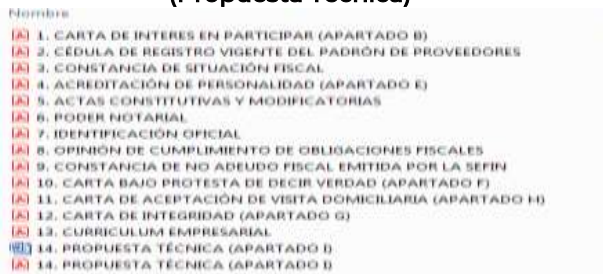 (Propuesta Técnica)
Nombre
1. CARTA DE INTERES EN PARTICIPAR (APARTADO B)
2. CÉDULA DE REGISTRO VIGENTE DEL PADRÓN DE PROVEEDORES
3. CONSTANCIA DE SITUACIÓN FISCAL
4. ACREDITACIÓN DE PERSONALIDAD (APARTADO E)
5. ACTAS CONSTITUTIVAS Y MODIFICATORIAS
6. PODER NOTARIAL
7. IDENTIFICACIÓN OFICIAL
8. OPINIÓN DE CUMPLIMIENTO DE OBLIGACIONES FISCALES
9. CONSTANCIA DE NO ADEUDO FISCAL EMITIDA POR LA SEFIN
10. CARTA BAJO PROTESTA DE DECIR VERDAD (APARTADO F)
11. CARTA DE ACEPTACIÓN DE VISITA DOMICILIARIA (APARTADO H)
12. CARTA DE INTEGRIDAD (APARTADO G)
13. CURRICULUM EMPRESARIAL
14. PROPUESTA TÉCNICA (APARTADO I)
14. PROPUESTA TÉCNICA (APARTADO I)